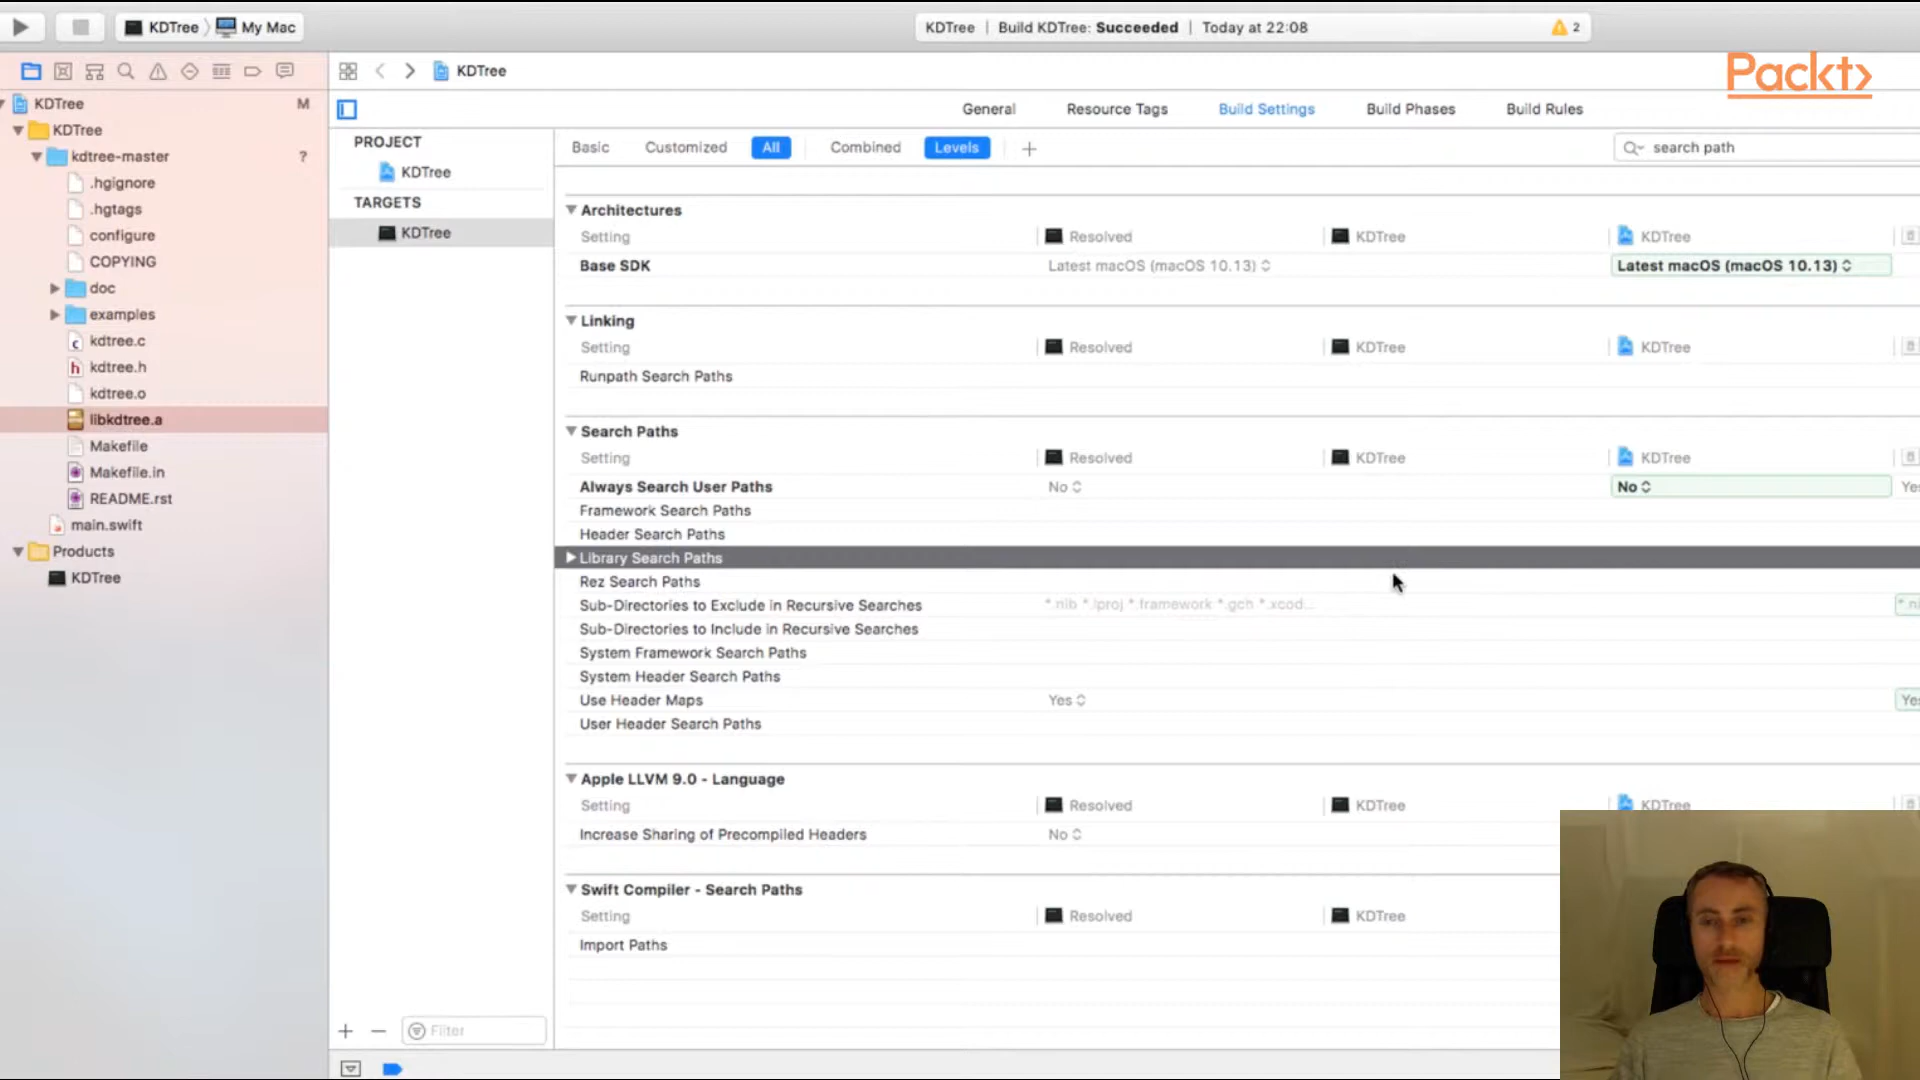 KDTree
My Mac
KDTree | Build KDTree: Succeeded | Today at 22:08
2
Packt>
KDTree M
KDTree
kdtree-master ?
.hgignore
.hgtags
configure
COPYING
doc
examples
kdtree.c
kdtree.h
kdtree.o
libkdtree.a
Makefile
Makefile.in
README.rst
main.swift
Products
KDTree
KDTree
General Resource Tags Build Settings Build Phases Build Rules
PROJECT
KDTree
TARGETS
KDTree
Filter
Basic Customized All Combined Levels +
search path
Architectures
Setting Resolved KDTree KDTree
Base SDK Latest macOS (macOS 10.13) Latest macOS (macOS 10.13)
Linking
Setting Resolved KDTree KDTree
Runpath Search Paths
Search Paths
Setting Resolved KDTree KDTree
Always Search User Paths No No Yes
Framework Search Paths
Header Search Paths
Library Search Paths
Rez Search Paths
Sub-Directories to Exclude in Recursive Searches *.nib *.lproj *.framework *.gch *.xcod... *.ni
Sub-Directories to Include in Recursive Searches
System Framework Search Paths
System Header Search Paths
Use Header Maps Yes Yes
User Header Search Paths
Apple LLVM 9.0 - Language
Setting Resolved KDTree KDTree
Increase Sharing of Precompiled Headers No
Swift Compiler - Search Paths
Setting Resolved KDTree
Import Paths